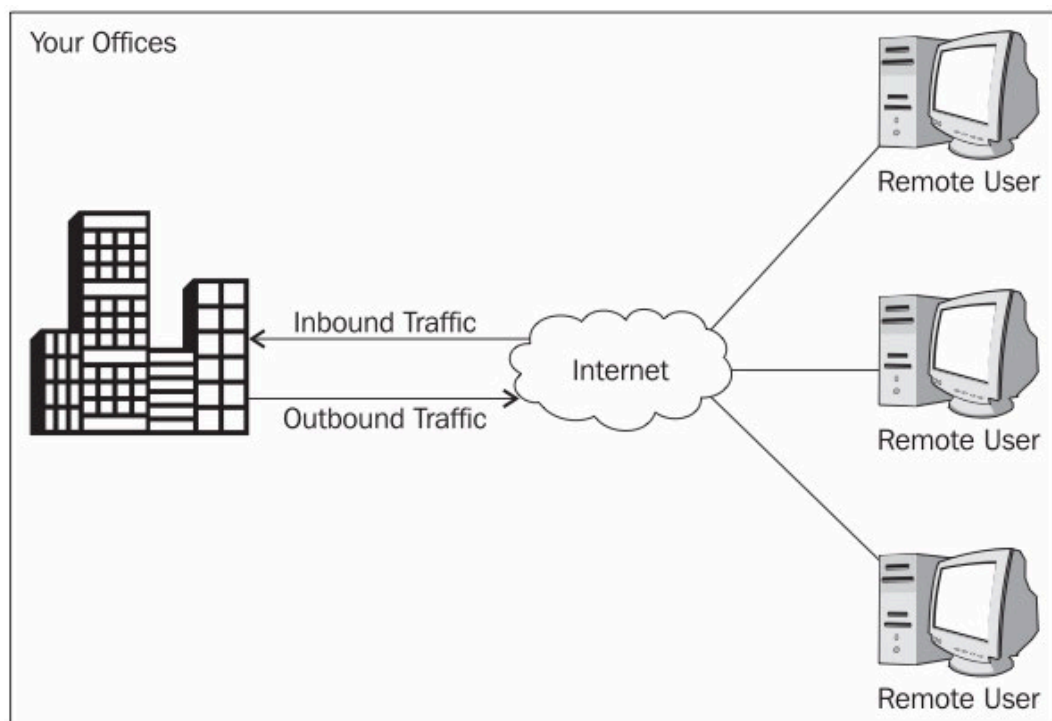 Your Offices
Remote User
Inbound Traffic
Internet
Outbound Traffic
Remote User
Remote User